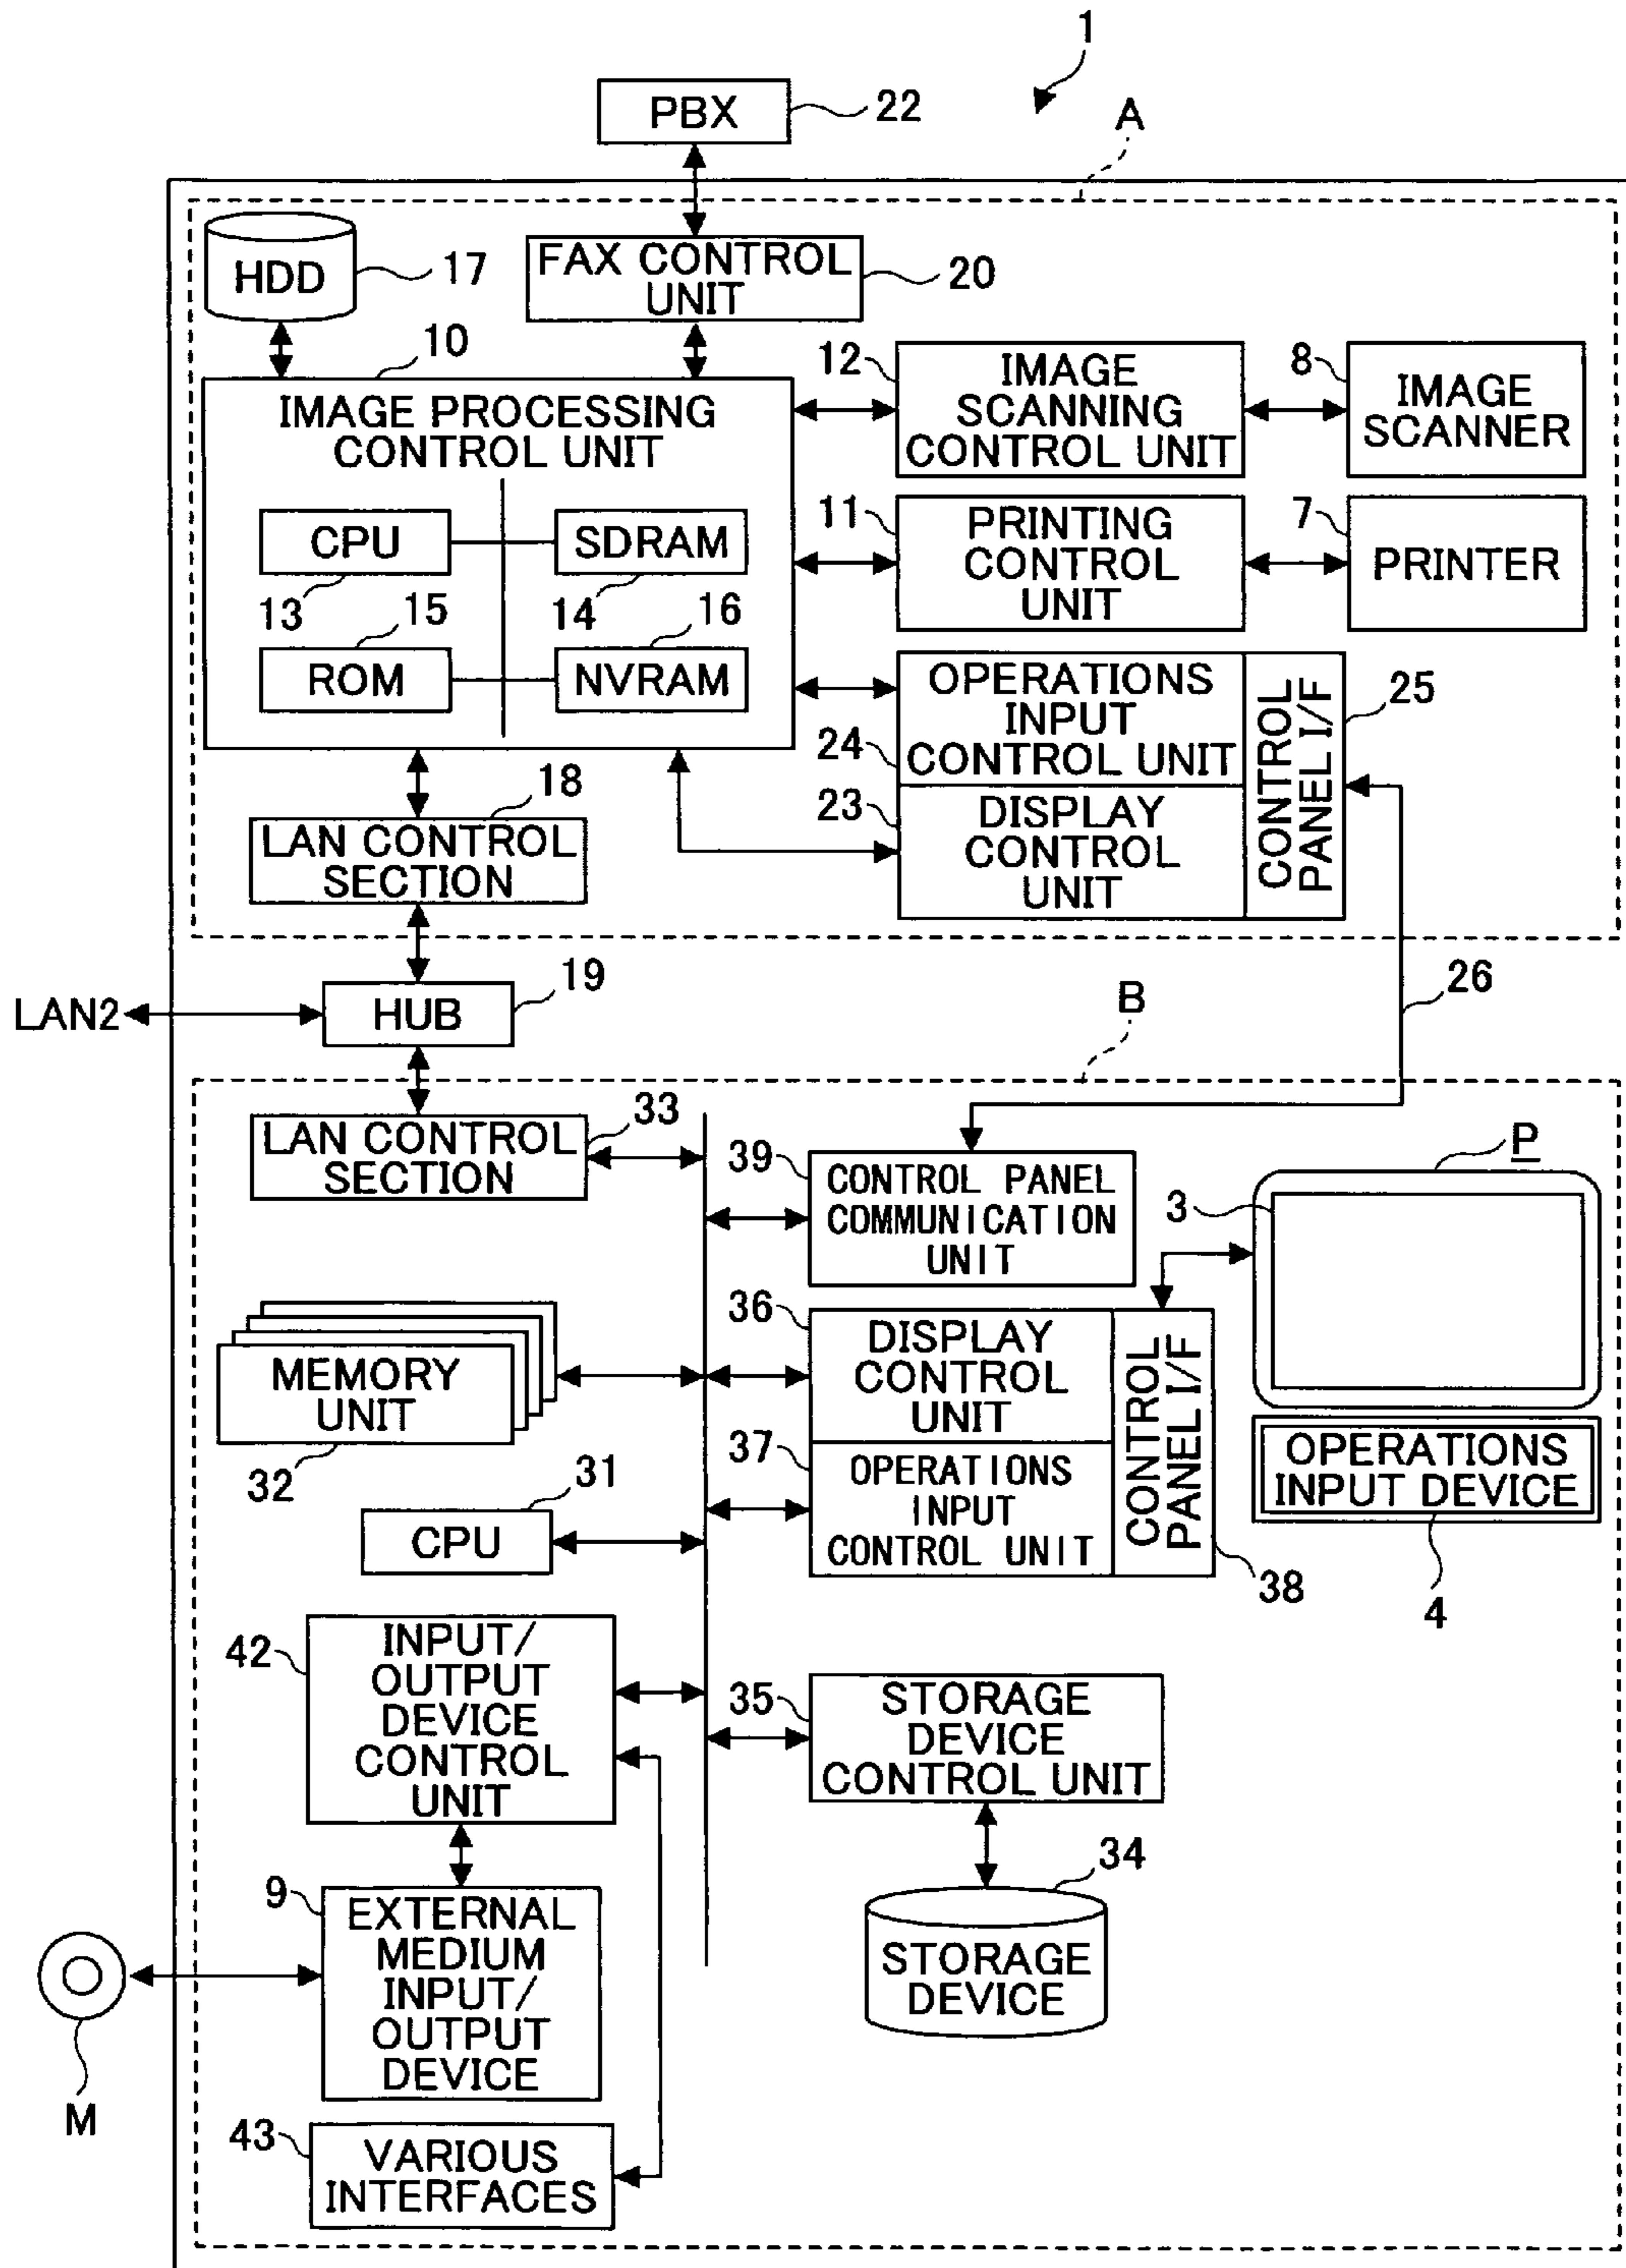 1
PBX
22
A
HDD
17
FAX CONTROL
UNIT
20
10
IMAGE PROCESSING
CONTROL UNIT
CPU
13
SDRAM
14
15
ROM
16
NVRAM
12
IMAGE
SCANNING
CONTROL UNIT
8
IMAGE
SCANNER
11
PRINTING
CONTROL
UNIT
7
PRINTER
OPERATIONS
INPUT
CONTROL UNIT
24
23
DISPLAY
CONTROL
UNIT
CONTROL
PANEL I/F
25
18
LAN CONTROL
SECTION
LAN2
HUB
19
26
B
LAN CONTROL
SECTION
33
39
CONTROL PANEL
COMMUNICATION
UNIT
P
3
MEMORY
UNIT
32
36
DISPLAY
CONTROL
UNIT
37
OPERATIONS
INPUT
CONTROL UNIT
CONTROL
PANEL I/F
38
OPERATIONS
INPUT DEVICE
4
31
CPU
42
INPUT/
OUTPUT
DEVICE
CONTROL
UNIT
35
STORAGE
DEVICE
CONTROL UNIT
34
STORAGE
DEVICE
9
EXTERNAL
MEDIUM
INPUT/
OUTPUT
DEVICE
M
43
VARIOUS
INTERFACES